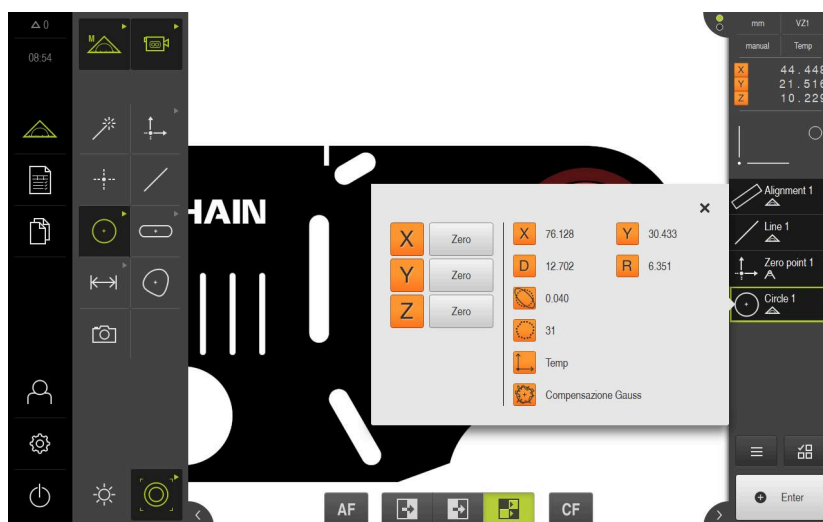 0
08:54
M
HAIN
X Zero
Y Zero
Z Zero
X 76.128 Y 30.433
D 12.702 R 6.351
0.040
31
Temp
Compensazione Gauss
mm VZ1
manual Temp
X 44.448
Y 21.516
Z 10.229
Alignment 1
Line 1
Zero point 1
Circle 1
Enter
AF
CF